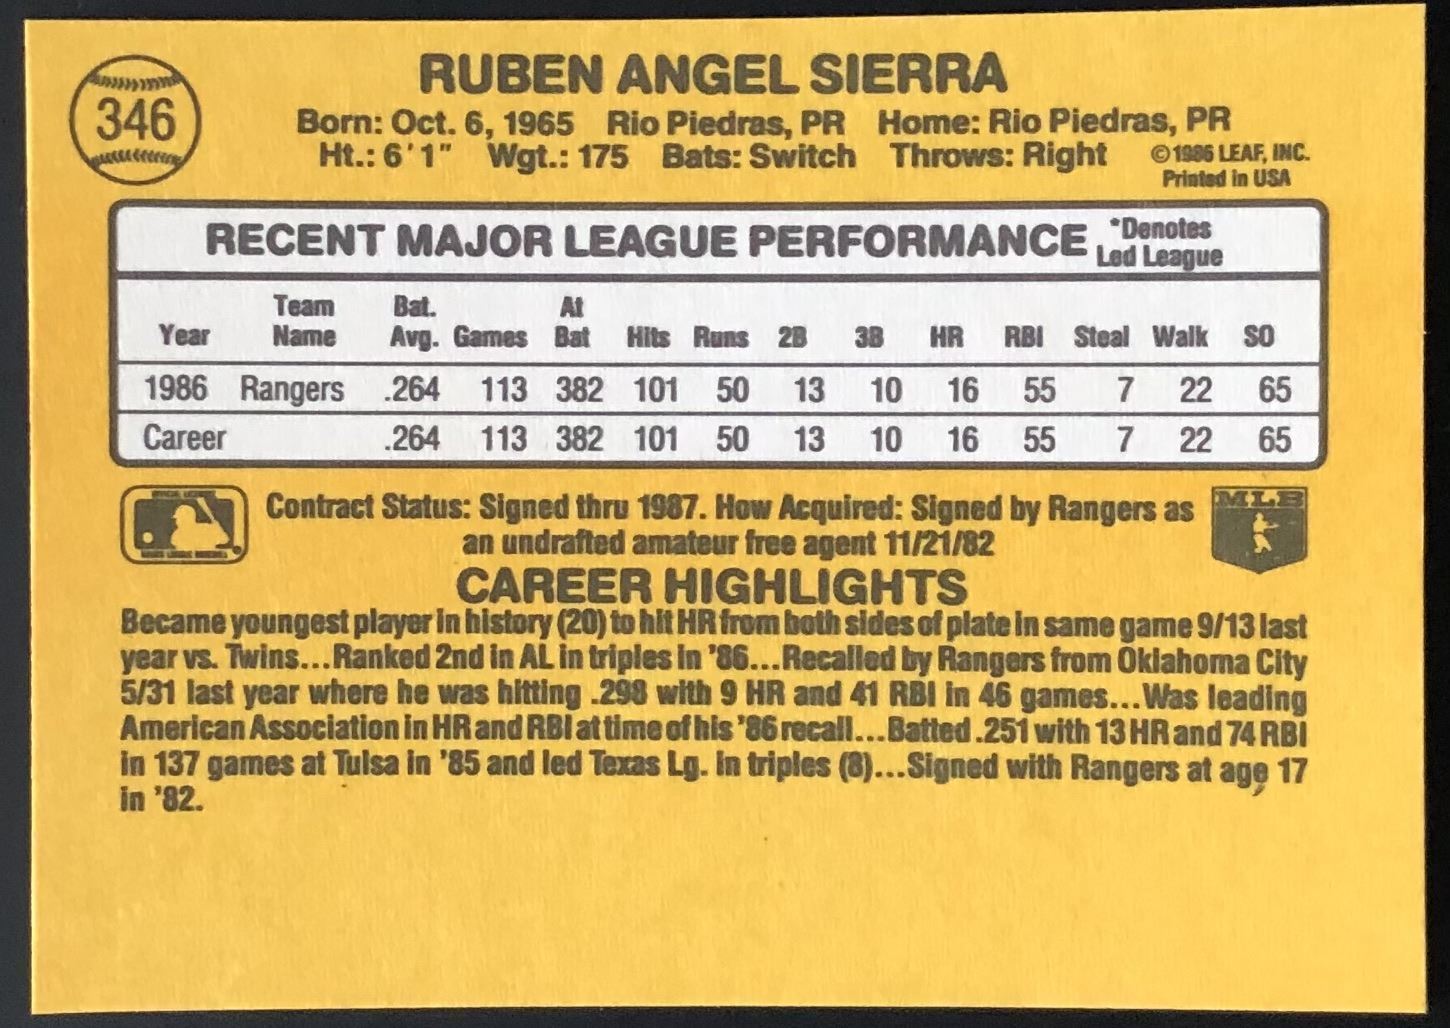 346
RUBEN ANGEL SIERRA
Born: Oct. 6, 1965 Rio Piedras, PR Home: Rio Piedras, PR
Ht.: 6'1" Wgt.: 175 Bats: Switch Throws: Right
©1986 LEAF, INC.
Printed in USA
RECENT MAJOR LEAGUE PERFORMANCE *Denotes
Led League
Team Bat. At
Year Name Avg. Games Bat Hits Runs 2B 3B HR RBI Steal Walk SO
1986 Rangers .264 113 382 101 50 13 10 16 55 7 22 65
Career .264 113 382 101 50 13 10 16 55 7 22 65
Contract Status: Signed thru 1987. How Acquired: Signed by Rangers as
an undrafted amateur free agent 11/21/82
MLB
CAREER HIGHLIGHTS
Became youngest player in history (20) to hit HR from both sides of plate in same game 9/13 last
year vs. Twins...Ranked 2nd in AL in triples in '86...Recalled by Rangers from Oklahoma City
5/31 last year where he was hitting .298 with 9 HR and 41 RBI in 46 games...Was leading
American Association in HR and RBI at time of his '86 recall...Batted .251 with 13 HR and 74 RBI
in 137 games at Tulsa in '85 and led Texas Lg. in triples (8)...Signed with Rangers at age 17
in '82.